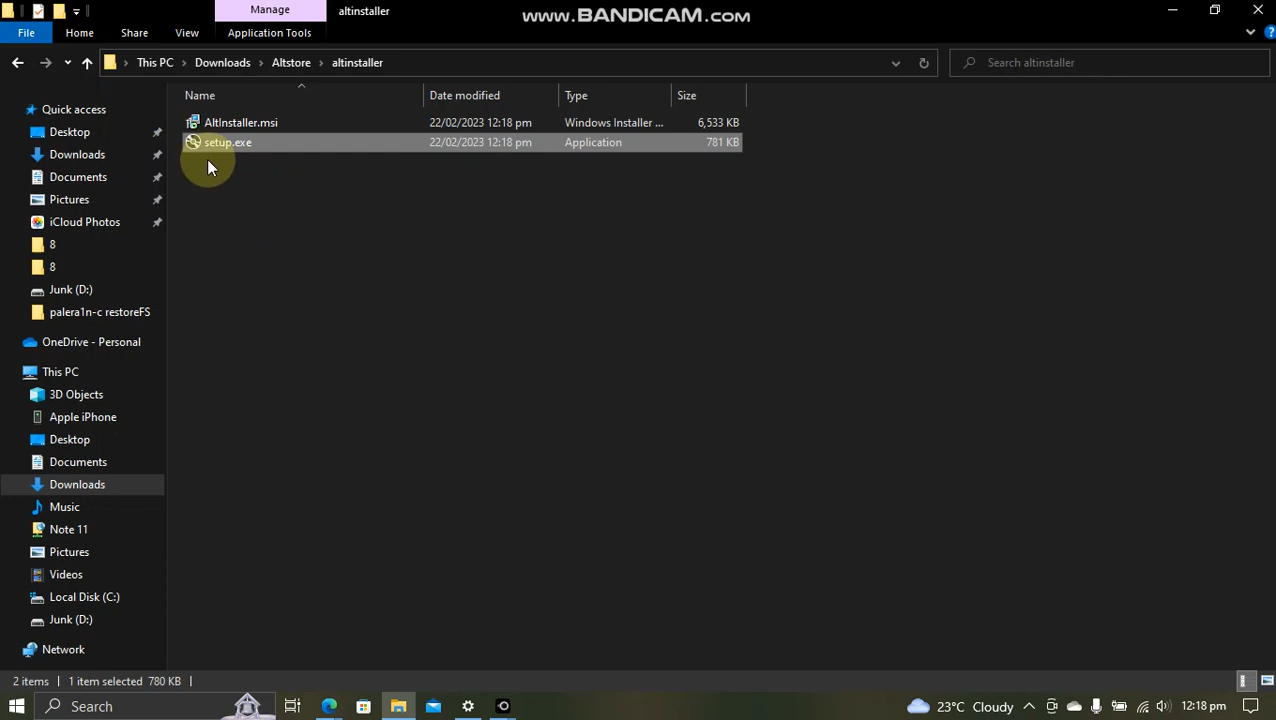 Manage
altinstaller
www.BANDICAM.com
File
Home
Share
View
Application Tools
This PC > Downloads > Altstore > altinstaller
Search altinstaller
Name
Date modified
Type
Size
AltInstaller.msi
22/02/2023 12:18 pm
Windows Installer ...
6,533 KB
setup.exe
22/02/2023 12:18 pm
Application
781 KB
Quick access
Desktop
Downloads
Documents
Pictures
iCloud Photos
8
8
Junk (D:)
palera1n-c restoreFS
OneDrive - Personal
This PC
3D Objects
Apple iPhone
Desktop
Documents
Downloads
Music
Note 11
Pictures
Videos
Local Disk (C:)
Junk (D:)
Network
2 items
1 item selected 780 KB
Search
23°C Cloudy
12:18 pm